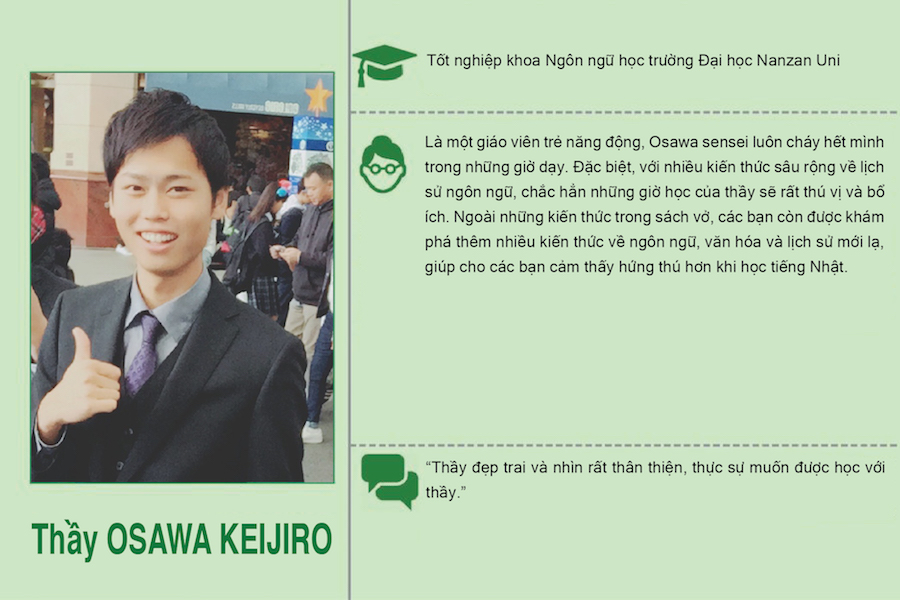 Tốt nghiệp khoa Ngôn ngữ học trường Đại học Nanzan Uni
Là một giáo viên trẻ năng động, Osawa sensei luôn cháy hết mình
trong những giờ dạy. Đặc biệt, với nhiều kiến thức sâu rộng về lịch
sử ngôn ngữ, chắc hẳn những giờ học của thầy sẽ rất thú vị và bổ
ích. Ngoài những kiến thức trong sách vở, các bạn còn được khám
phá thêm nhiều kiến thức về ngôn ngữ, văn hóa và lịch sử mới lạ,
giúp cho các bạn cảm thấy hứng thú hơn khi học tiếng Nhật.
“Thầy đẹp trai và nhìn rất thân thiện, thực sự muốn được học với
thầy.”
Thầy OSAWA KEIJIRO